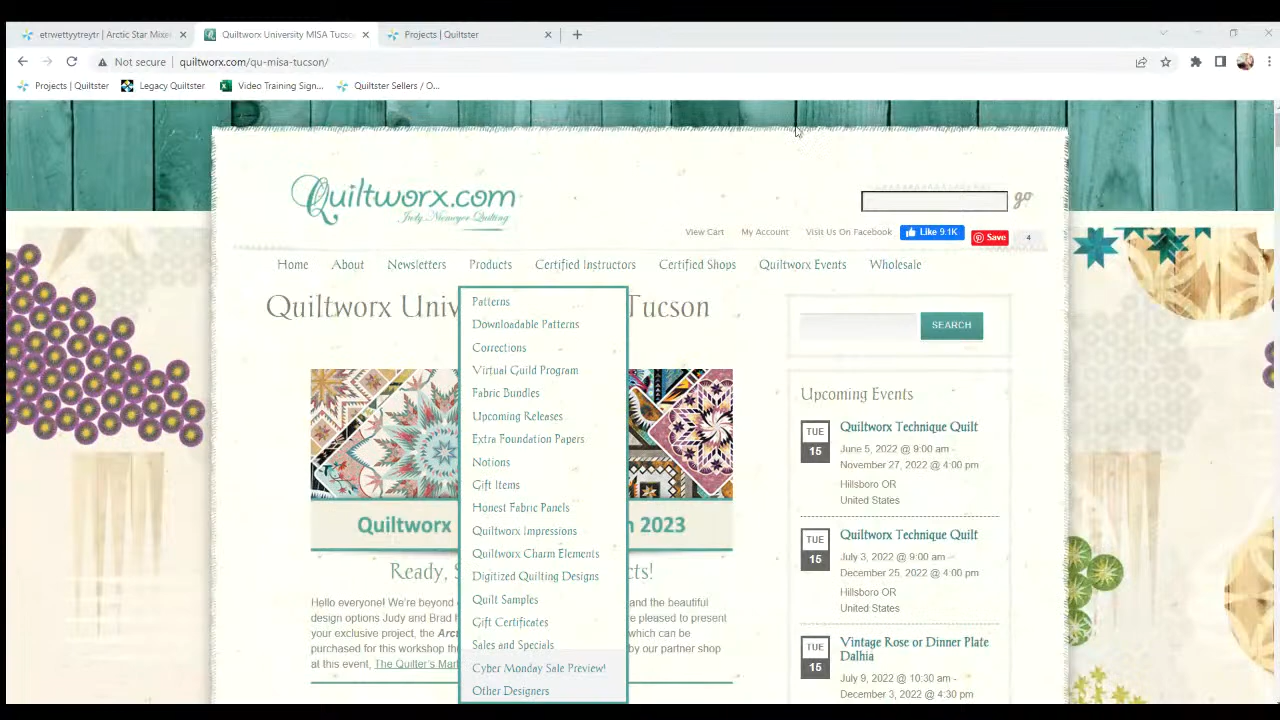 etrwettyytreytr | Arctic Star Mixe
Quiltworx University MISA Tucso
Projects | Quiltster
Not secure | quiltworx.com/qu-misa-tucson/
Projects | Quiltster
Legacy Quiltster
Video Training Sign...
Quiltster Sellers / O...
Quiltworx.com
Judy Niemeyer Quilting
go
View Cart
My Account
Visit Us On Facebook
Like 9.1K
Save
4
Home
About
Newsletters
Products
Certified Instructors
Certified Shops
Quiltworx Events
Wholesale
Quiltworx Univ Tucson
Patterns
Downloadable Patterns
Corrections
Virtual Guild Program
Fabric Bundles
Upcoming Releases
Extra Foundation Papers
Notions
Gift Items
Honest Fabric Panels
Quiltworx Impressions
Quiltworx Charm Elements
Digitized Quilting Designs
Quilt Samples
Gift Certificates
Sales and Specials
Cyber Monday Sale Preview!
Other Designers
Quiltworx 2023
Ready, ts!
Hello everyone! We're beyond and the beautiful
design options Judy and Brad pleased to present
your exclusive project, the which can be
purchased for this workshop by our partner shop
at this event, The Quilter's
SEARCH
Upcoming Events
TUE
15
Quiltworx Technique Quilt
June 5, 2022 @ 9:00 am -
November 27, 2022 @ 4:00 pm
Hillsboro OR
United States
TUE
15
Quiltworx Technique Quilt
July 3, 2022 @ 9:00 am -
December 25, 2022 @ 4:00 pm
Hillsboro OR
United States
TUE
15
Vintage Rose or Dinner Plate
Dalhia
July 9, 2022 @ 10:30 am -
December 3, 2022 @ 4:30 pm